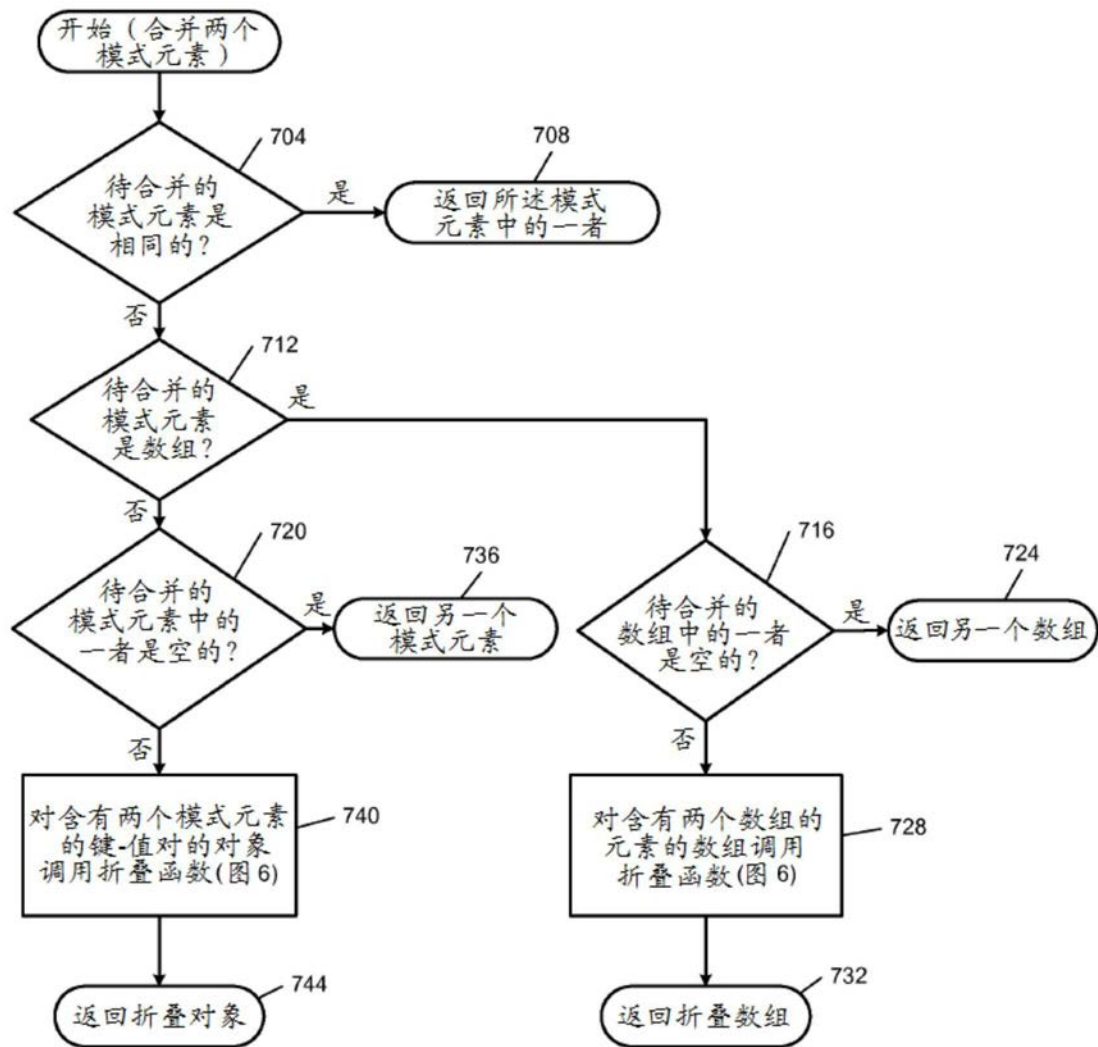 开始（合并两个
模式元素）
704
待合并的
模式元素是
相同的？
是
708
返回所述模式
元素中的一者
否
712
待合并的
模式元素
是数组？
是
否
720
待合并的
模式元素中的
一者是空的？
是
736
返回另一个
模式元素
716
待合并的
数组中的一者
是空的？
是
724
返回另一个数组
否
对含有两个模式元素
的键-值对的对象
调用折叠函数(图6)
740
否
对含有两个数组的
元素的数组调用
折叠函数(图6)
728
返回折叠对象
744
返回折叠数组
732